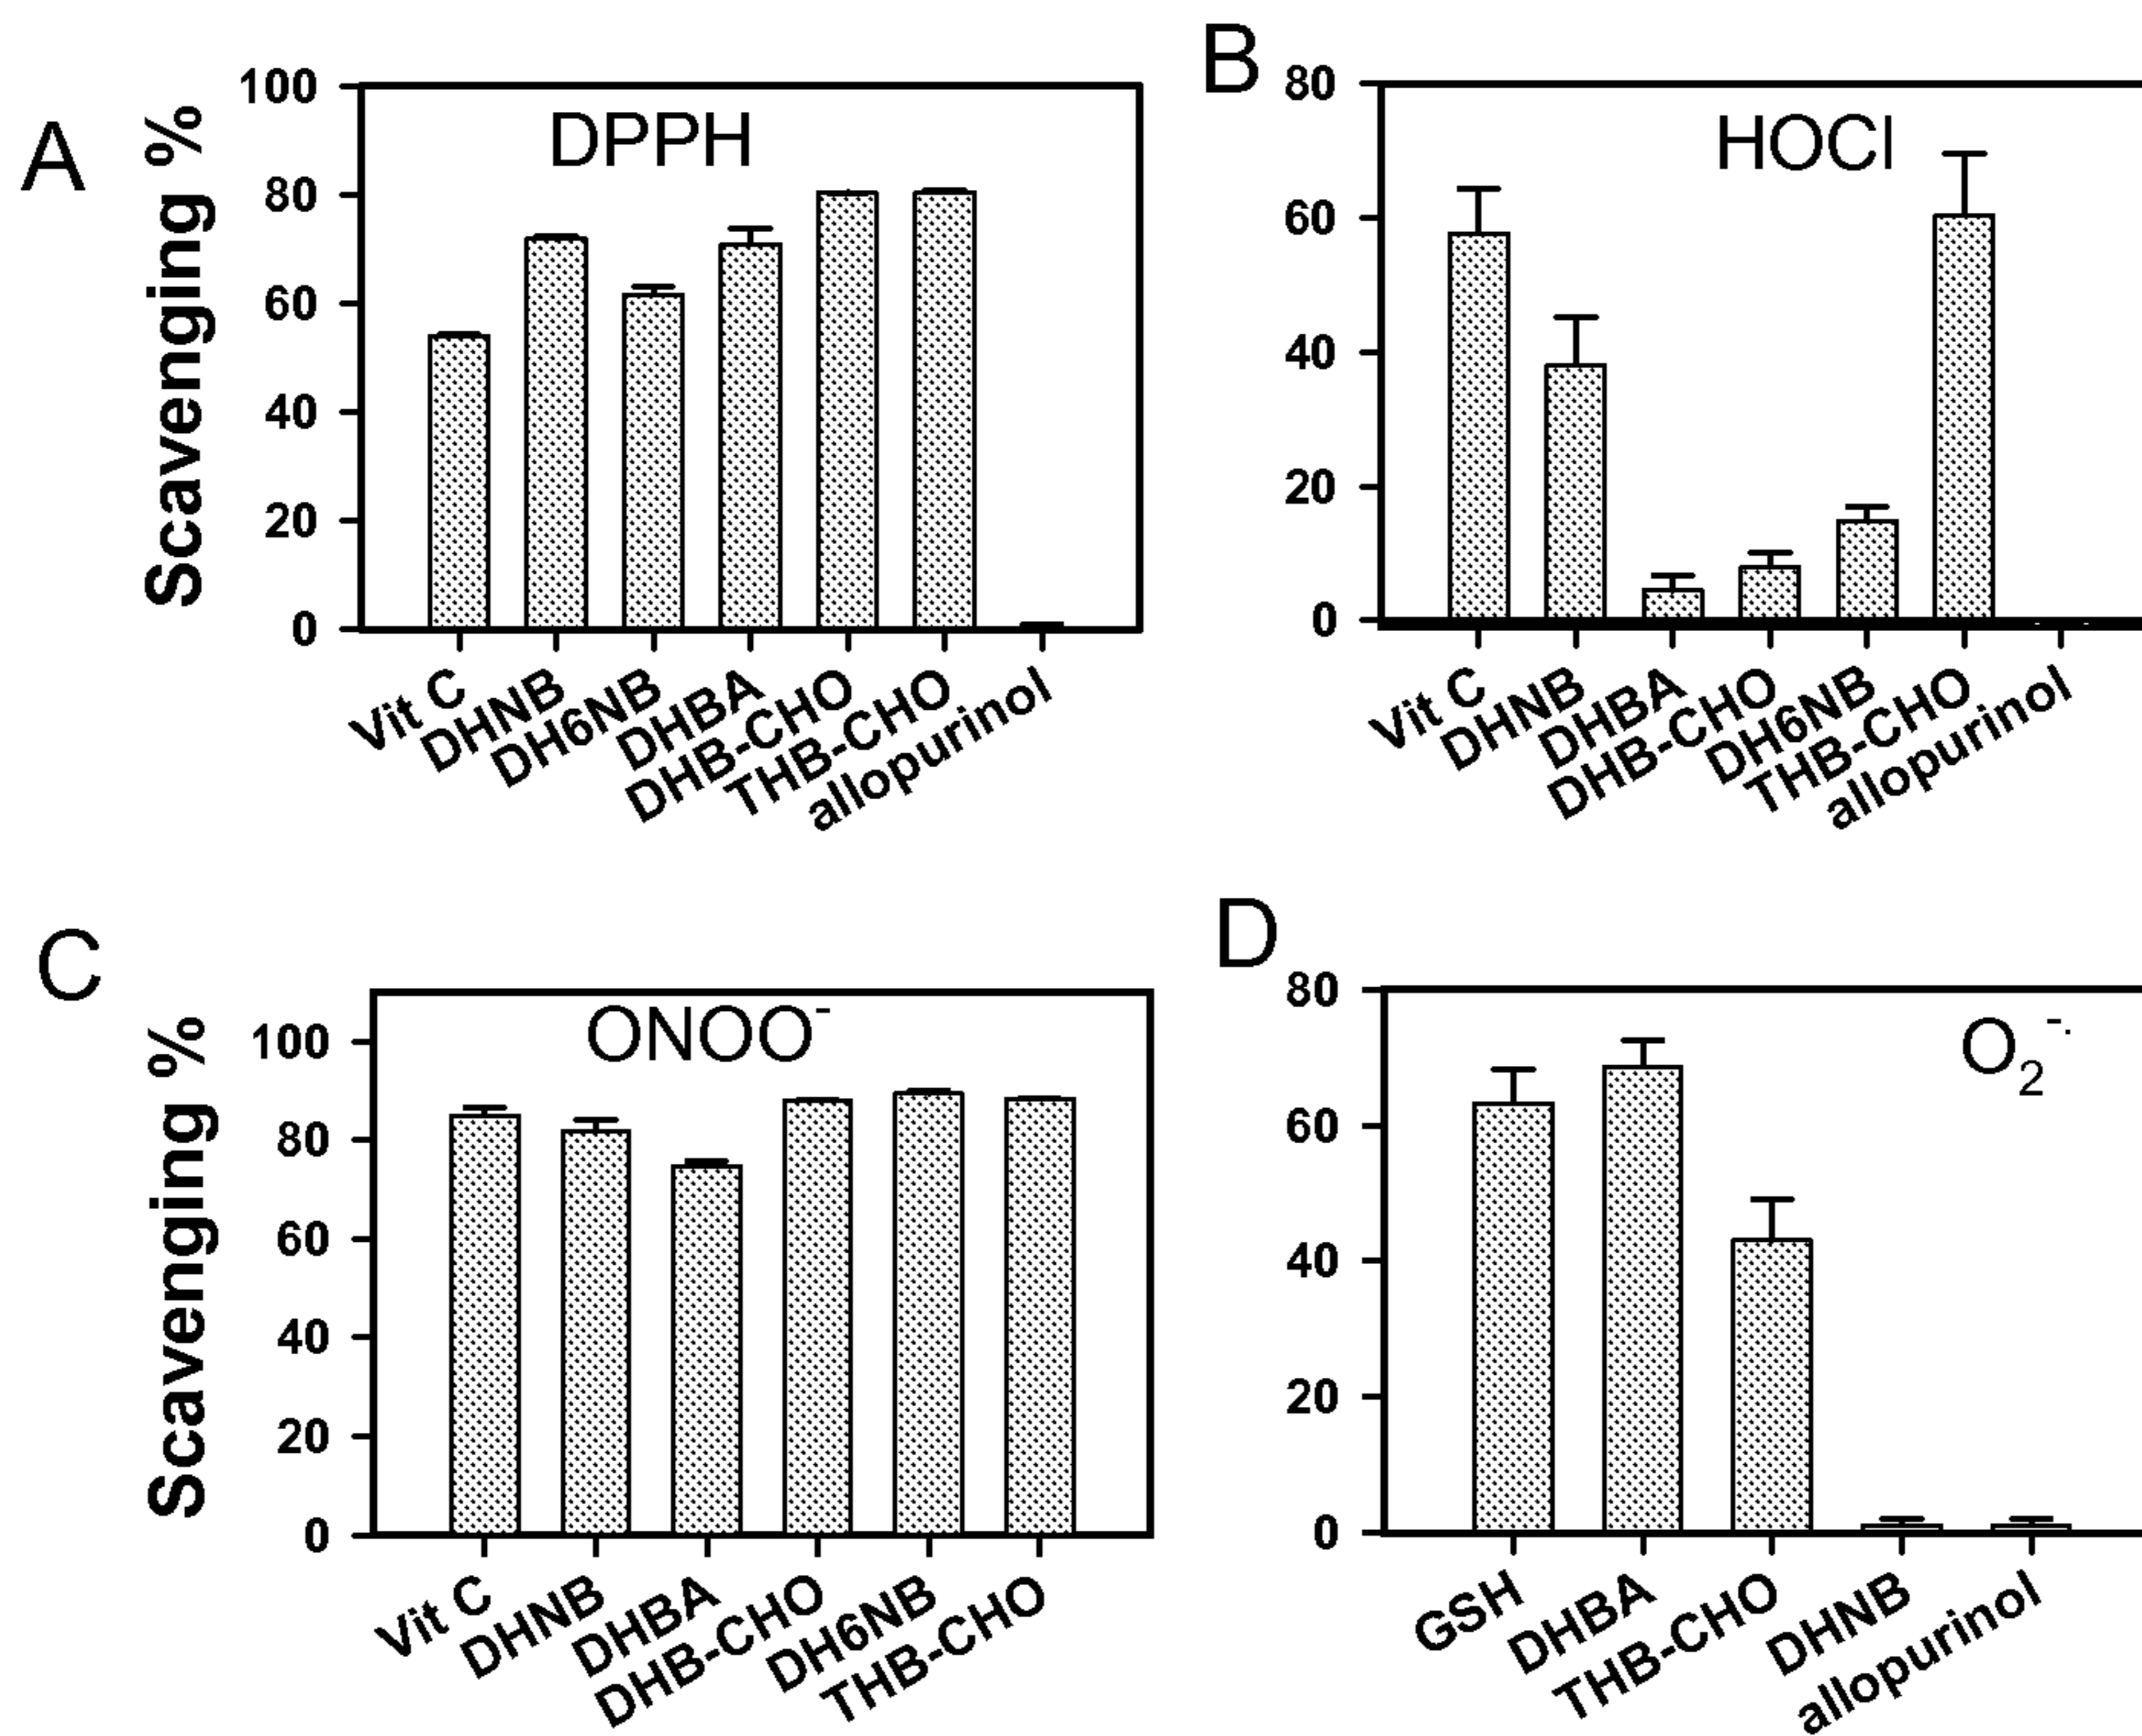 A
Scavenging %
100
80
60
40
20
0
DPPH
Vit C
DHNB
DH6NB
DHBA
DHB-CHO
THB-CHO
allopurinol
B
80
60
40
20
0
HOCl
Vit C
DHNB
DHBA
DHB-CHO
DH6NB
THB-CHO
allopurinol
C
Scavenging %
100
80
60
40
20
0
ONOO⁻
Vit C
DHNB
DHBA
DHB-CHO
DH6NB
THB-CHO
D
80
60
40
20
0
O₂⁻·
GSH
DHBA
THB-CHO
DHNB
allopurinol